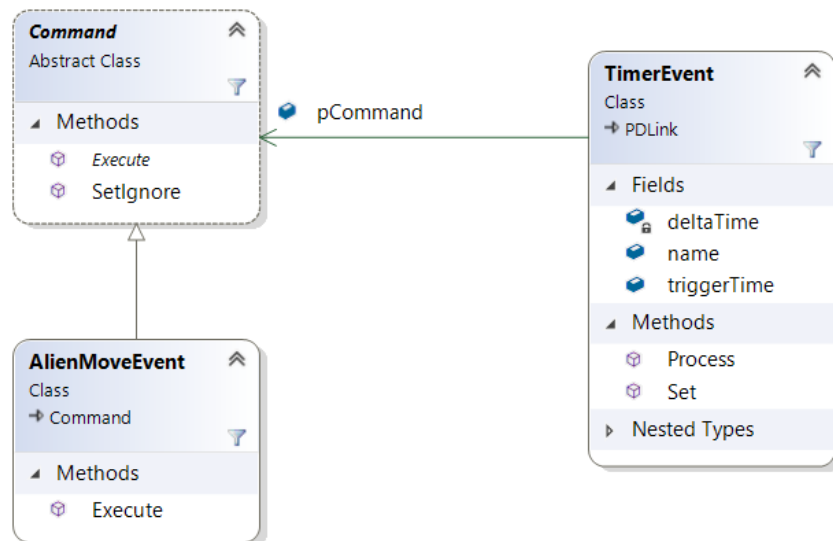 Command
Abstract Class
Methods
Execute
SetIgnore
pCommand
TimerEvent
Class
PDLink
Fields
deltaTime
name
triggerTime
Methods
Process
Set
Nested Types
AlienMoveEvent
Class
Command
Methods
Execute